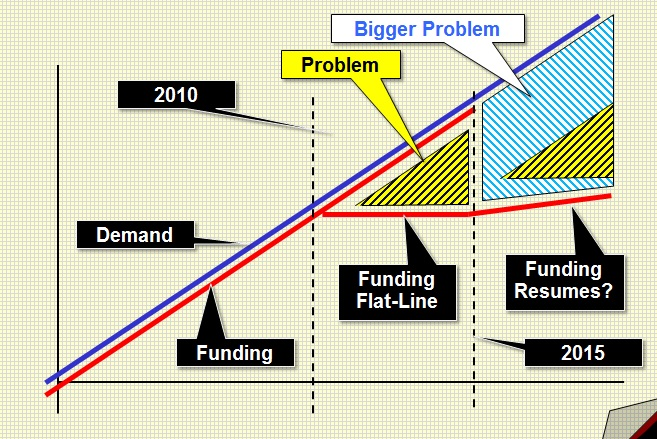 Bigger Problem
Problem
2010
Demand
Funding
Flat-Line
Funding
Resumes?
Funding
2015